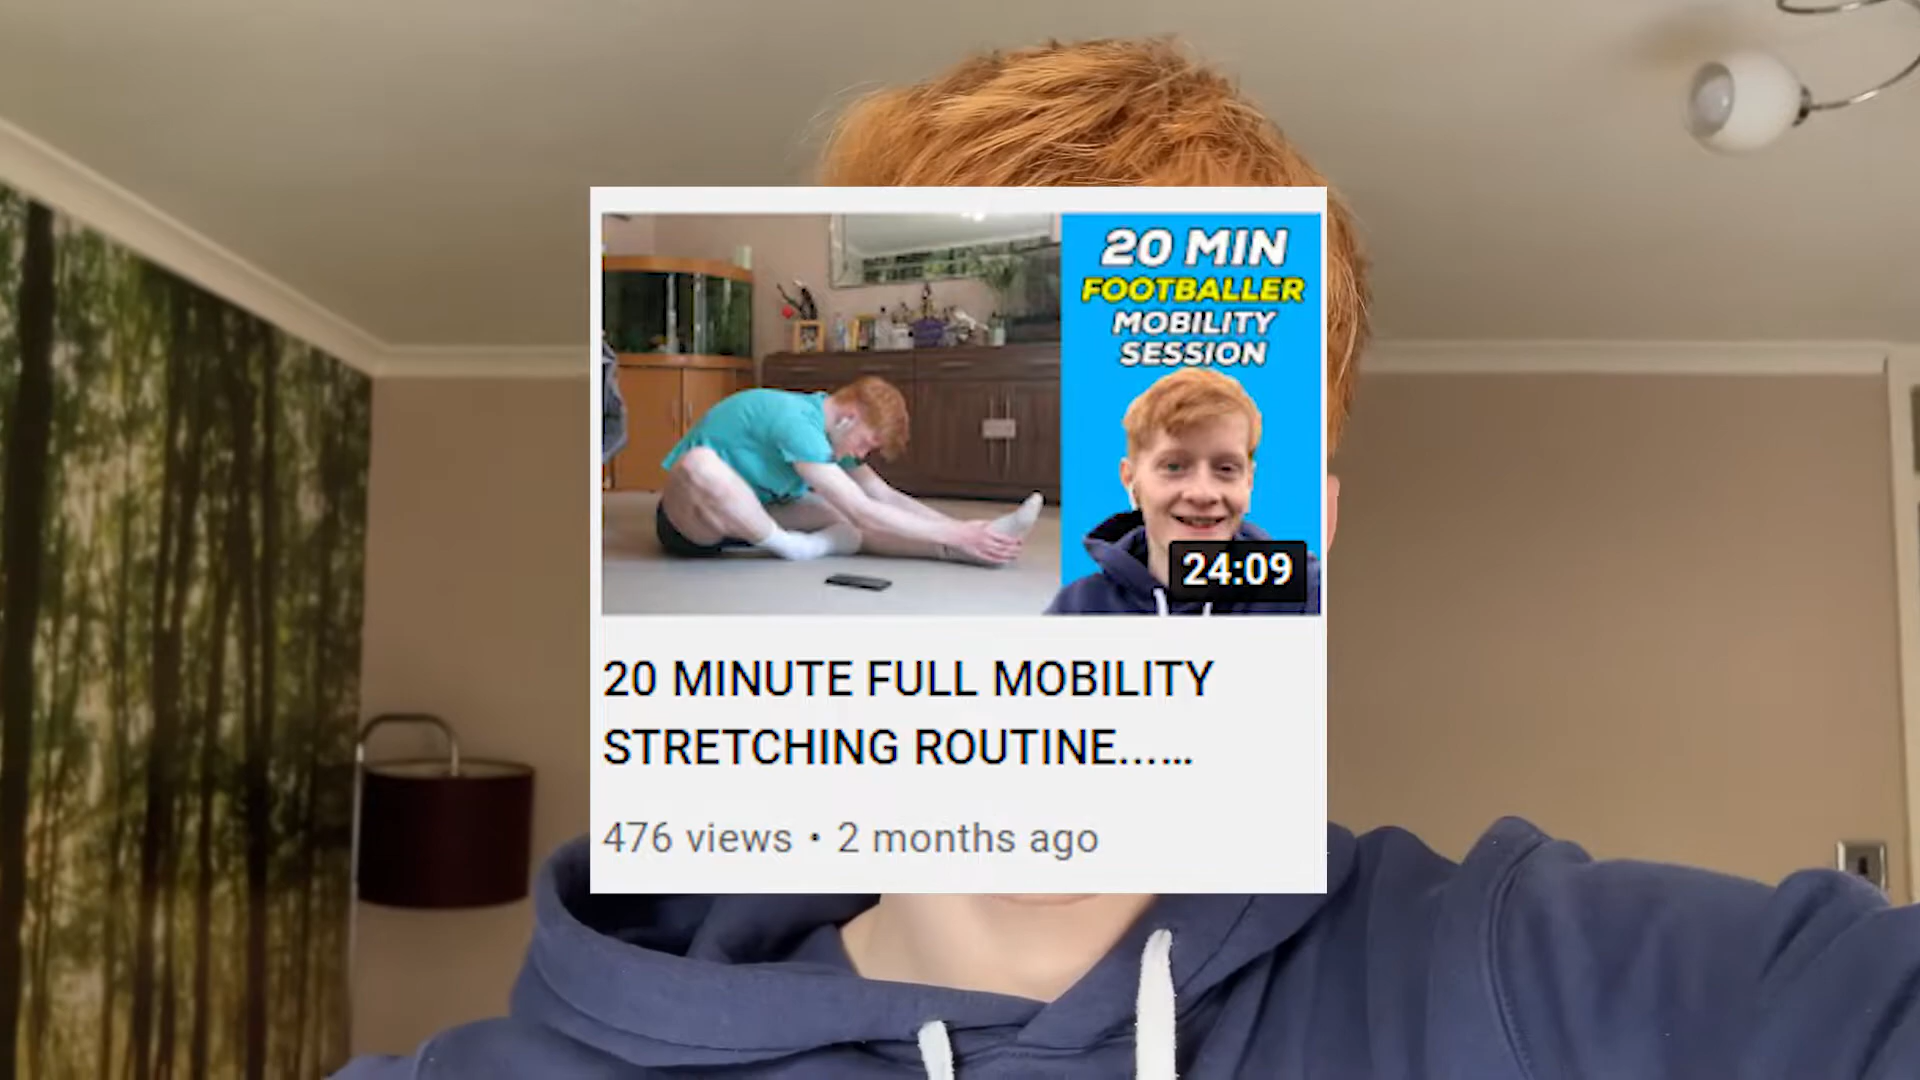 20 MIN
FOOTBALLER
MOBILITY
SESSION
24:09
20 MINUTE FULL MOBILITY
STRETCHING ROUTINE......
476 views • 2 months ago